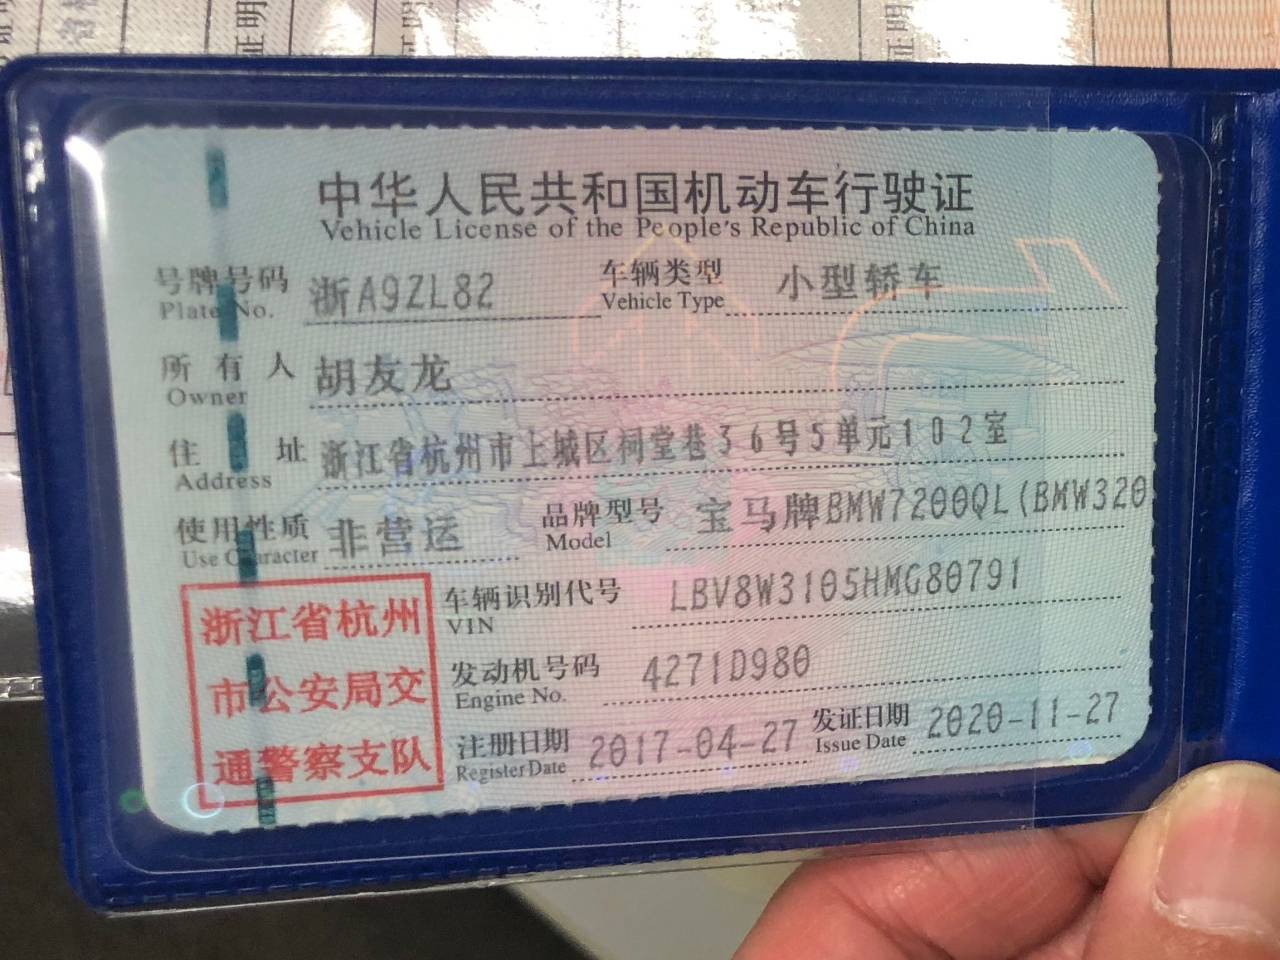 中华人民共和国机动车行驶证
Vehicle License of the People's Republic of China
号牌号码 浙A9ZL82 车辆类型 小型轿车
Plate No. Vehicle Type
所有人 胡友龙
Owner
住址 浙江省杭州市上城区祠堂巷36号5单元102室
Address
使用性质 非营运 品牌型号 宝马牌BMW7200QL(BMW320
Use Character Model
浙江省杭州
市公安局交
通警察支队
车辆识别代号 LBV8W3105HMG80791
VIN
发动机号码 4271D980
Engine No.
注册日期 2017-04-27 发证日期 2020-11-27
Register Date Issue Date